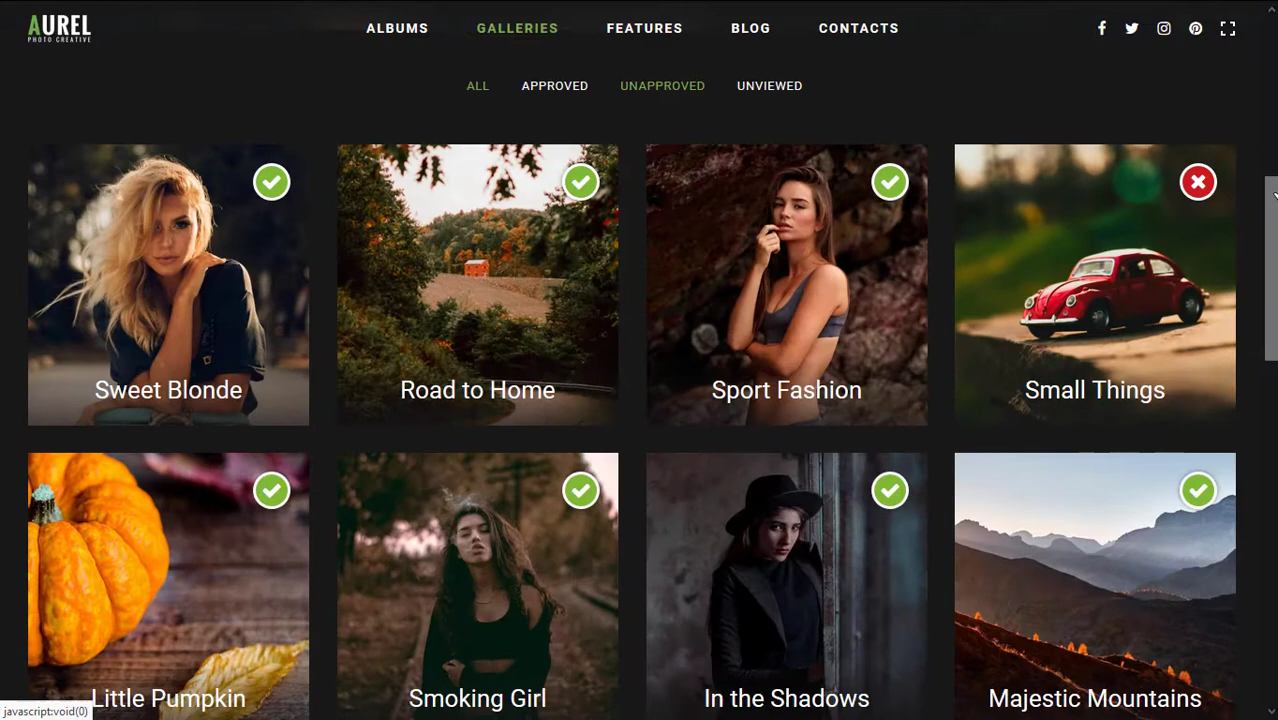 AUREL
PHOTO CREATIVE
ALBUMS GALLERIES FEATURES BLOG CONTACTS
ALL APPROVED UNAPPROVED UNVIEWED
Sweet Blonde
Road to Home
Sport Fashion
Small Things
Little Pumpkin
Smoking Girl
In the Shadows
Majestic Mountains
javascript:void(0)